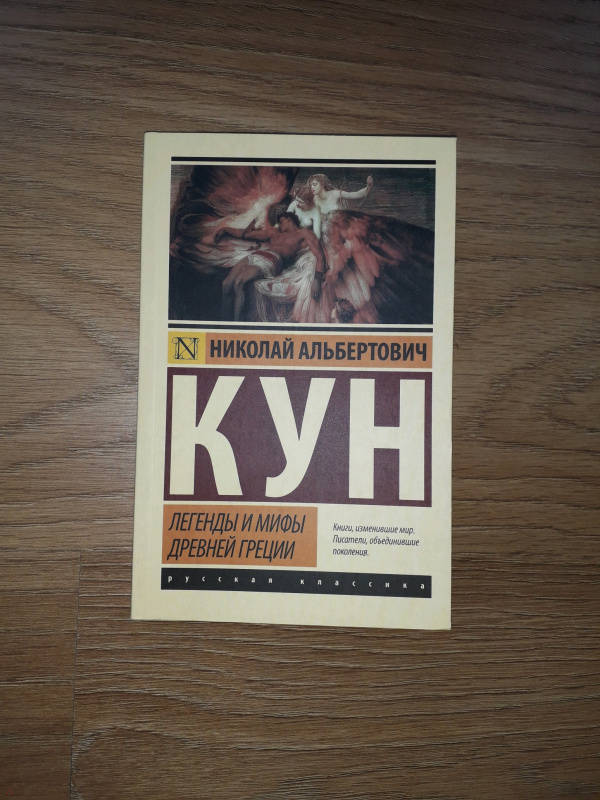 N НИКОЛАЙ АЛЬБЕРТОВИЧ
КУН
ЛЕГЕНДЫ И МИФЫ
ДРЕВНЕЙ ГРЕЦИИ
Книги, изменившие мир.
Писатели, объединившие
поколения.
русская классика